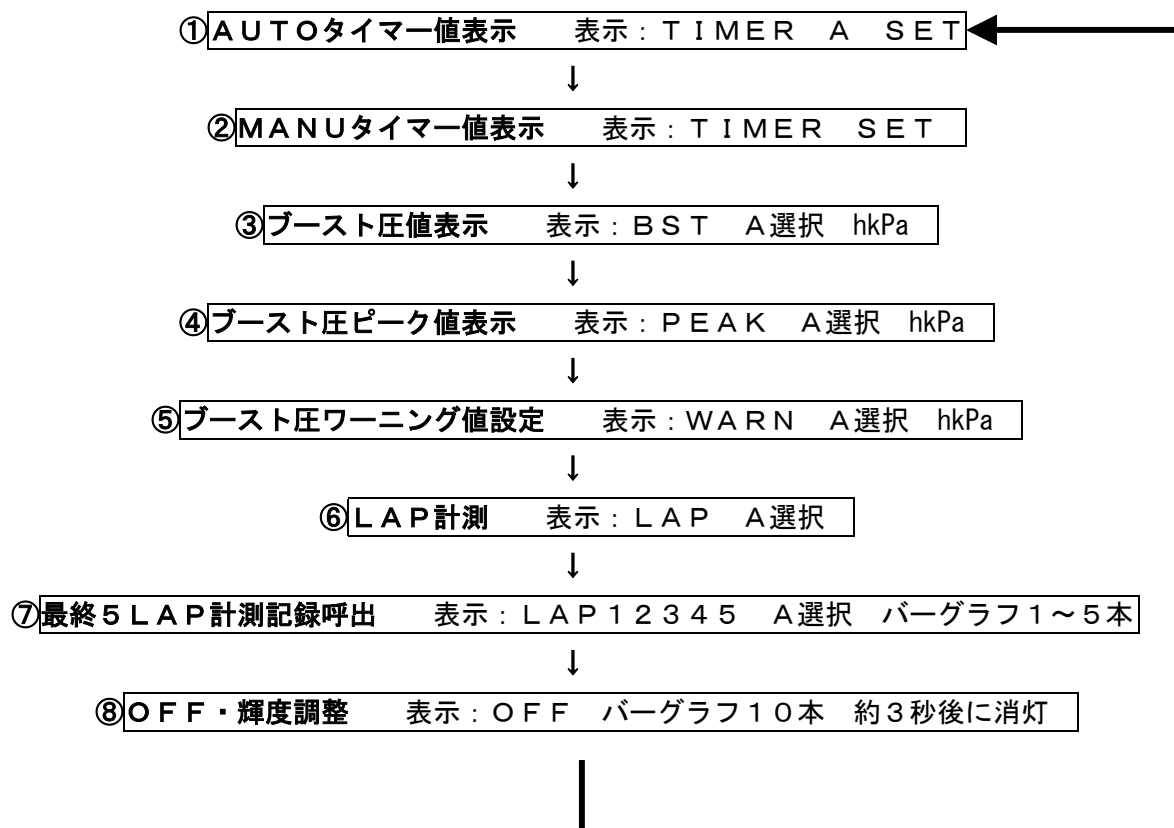 ①AUTOタイマー値表示　表示：TIMER　A　SET
↓
②MANUタイマー値表示　表示：TIMER　SET
↓
③ブースト圧値表示　表示：BST　A選択　hkPa
↓
④ブースト圧ピーク値表示　表示：PEAK　A選択　hkPa
↓
⑤ブースト圧ワーニング値設定　表示：WARN　A選択　hkPa
↓
⑥LAP計測　表示：LAP　A選択
↓
⑦最終5LAP計測記録呼出　表示：LAP12345　A選択　バーグラフ1～5本
↓
⑧OFF・輝度調整　表示：OFF　バーグラフ10本　約3秒後に消灯